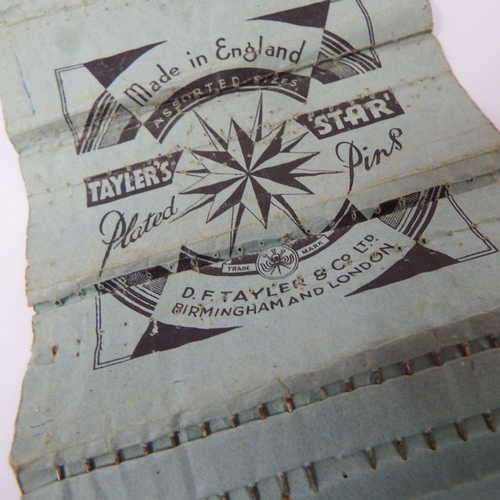 Made in England
ASSORTED SIZES
TAYLER'S 'STAR'
Plated Pins
TRADE MARK
D. F. TAYLER & CO LTD.
BIRMINGHAM AND LONDON